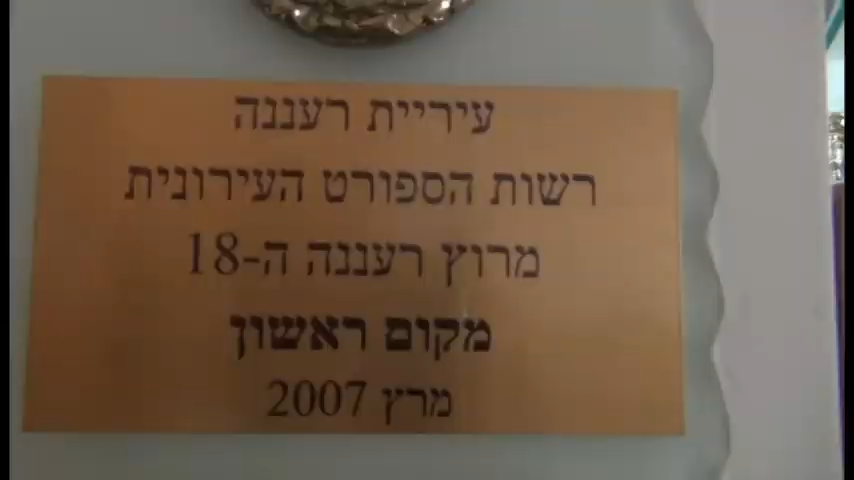 עיריית רעננה
רשות הספורט העירונית
מרוץ רעננה ה-18
מקום ראשון
מרץ 2007